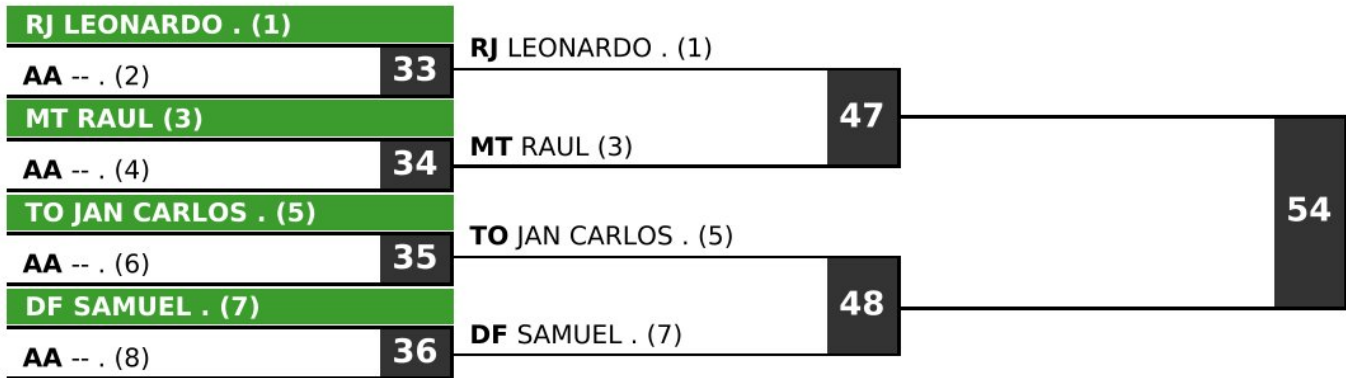 RJ LEONARDO . (1)
AA -- . (2)
33
MT RAUL (3)
AA -- . (4)
34
TO JAN CARLOS . (5)
AA -- . (6)
35
DF SAMUEL . (7)
AA -- . (8)
36
RJ LEONARDO . (1)
MT RAUL (3)
47
TO JAN CARLOS . (5)
DF SAMUEL . (7)
48
54